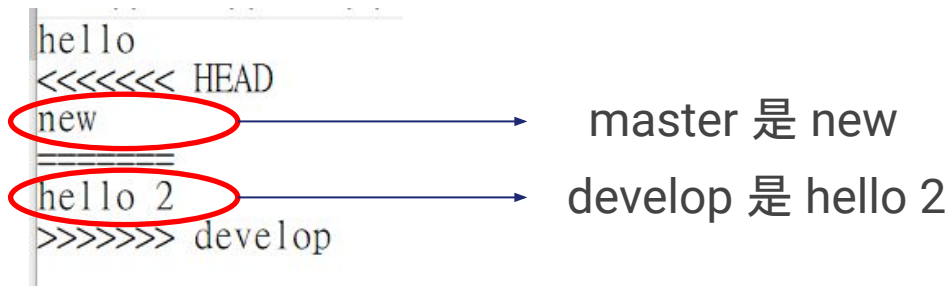 hello
<<<<<<< HEAD
new
=======
hello 2
>>>>>>> develop
master 是 new
develop 是 hello 2